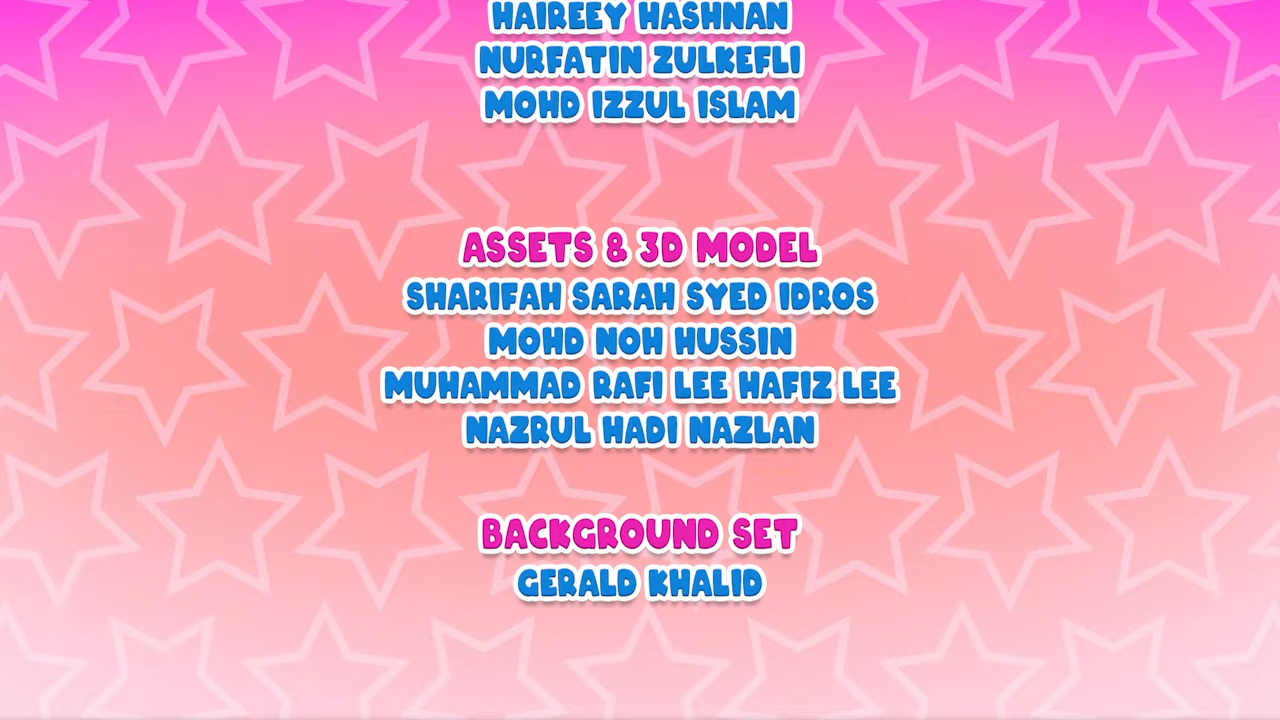 HAIREEY HASHNAN
NURFATIN ZULKEFLI
MOHD IZZUL ISLAM
ASSETS & 3D MODEL
SHARIFAH SARAH SYED IDROS
MOHD NOH HUSSIN
MUHAMMAD RAFI LEE HAFIZ LEE
NAZRUL HADI NAZLAN
BACKGROUND SET
GERALD KHALID